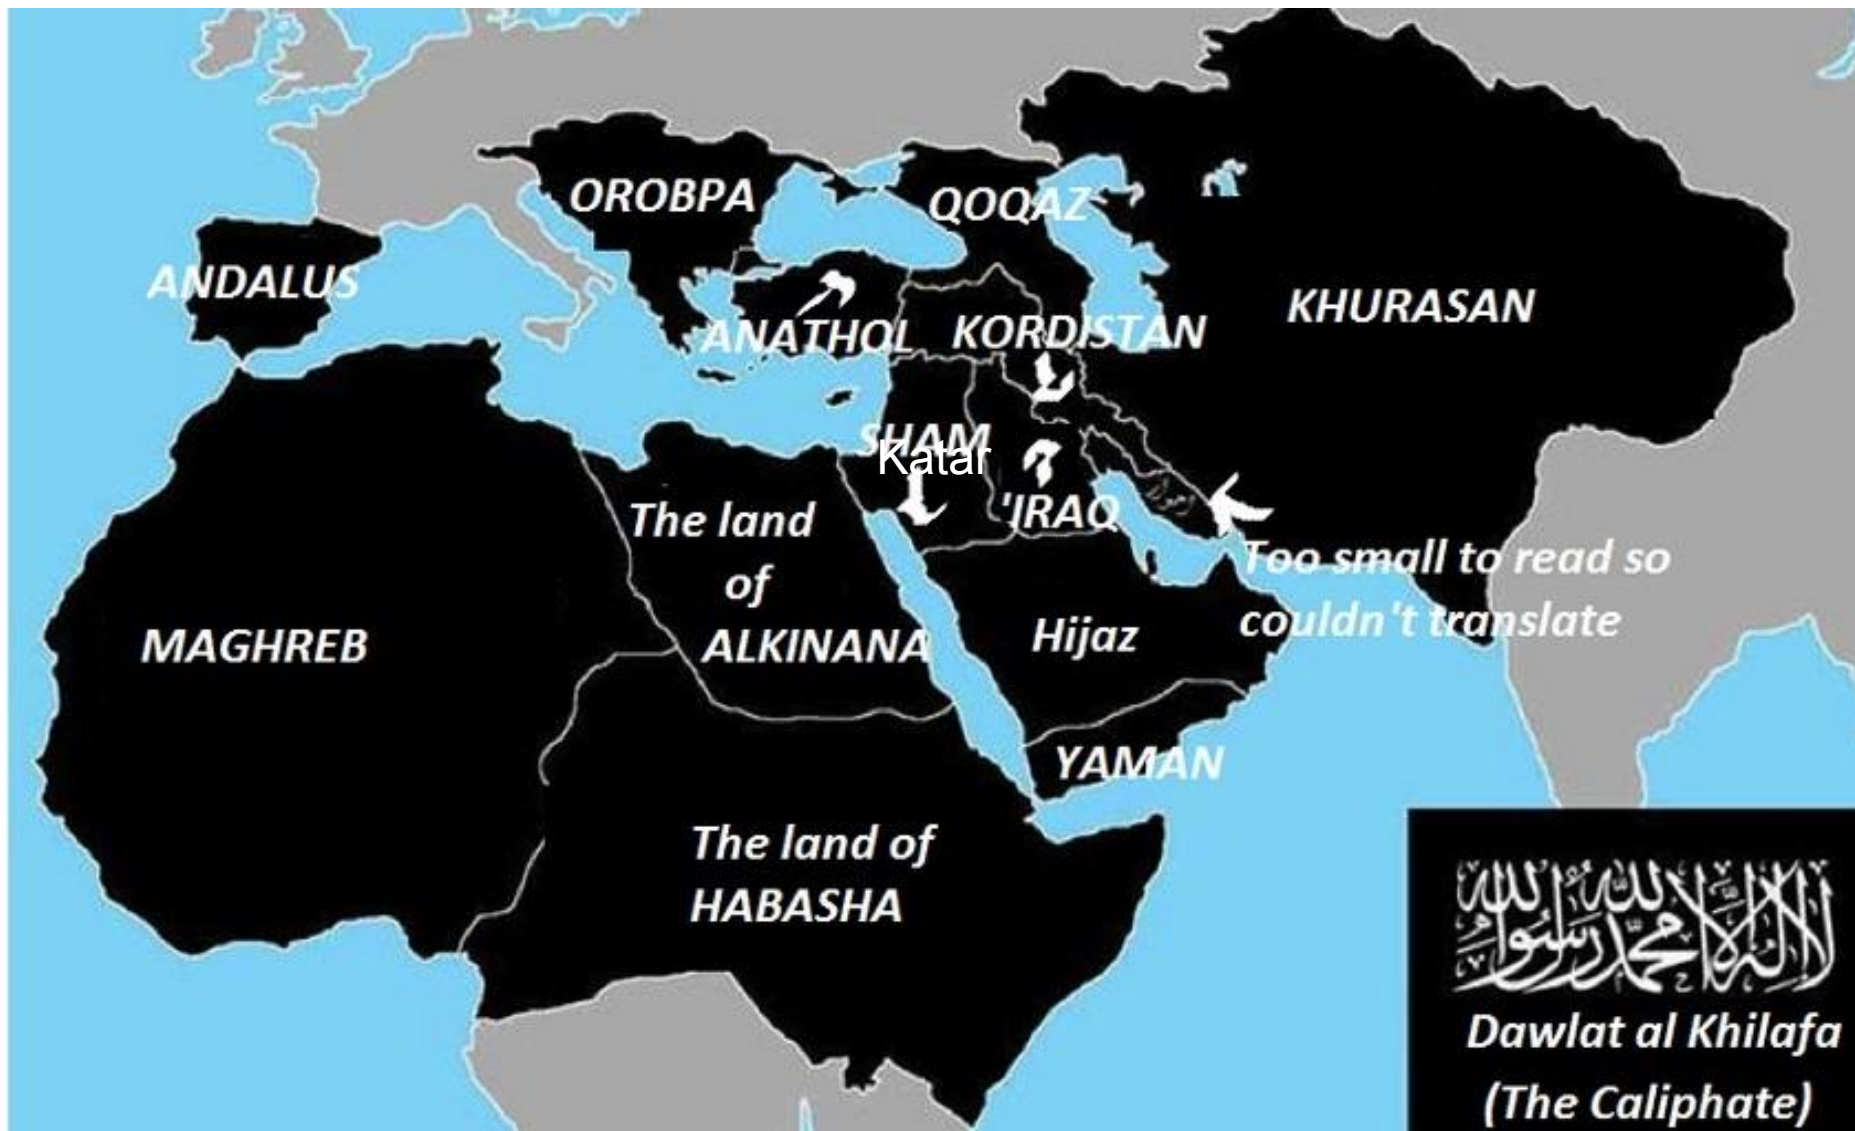 OROBPA
QOQAZ
ANDALUS
KHURASAN
ANATHOL
KORDISTAN
SHAM
Katar
'IRAQ
The land
of
ALKINANA
Too small to read so
couldn't translate
MAGHREB
Hijaz
YAMAN
The land of
HABASHA
لا إله إلا الله محمد رسول الله
Dawlat al Khilafa
(The Caliphate)